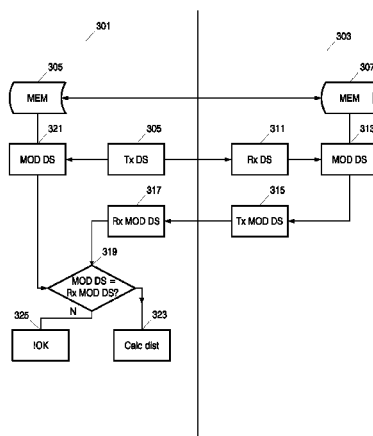 301
303
305
307
MEM
MEM
321
305
311
313
MOD DS
Tx DS
Rx DS
MOD DS
317
315
Rx MOD DS
Tx MOD DS
319
MOD DS =
Rx MOD DS?
N
325
323
!OK
Calc dist